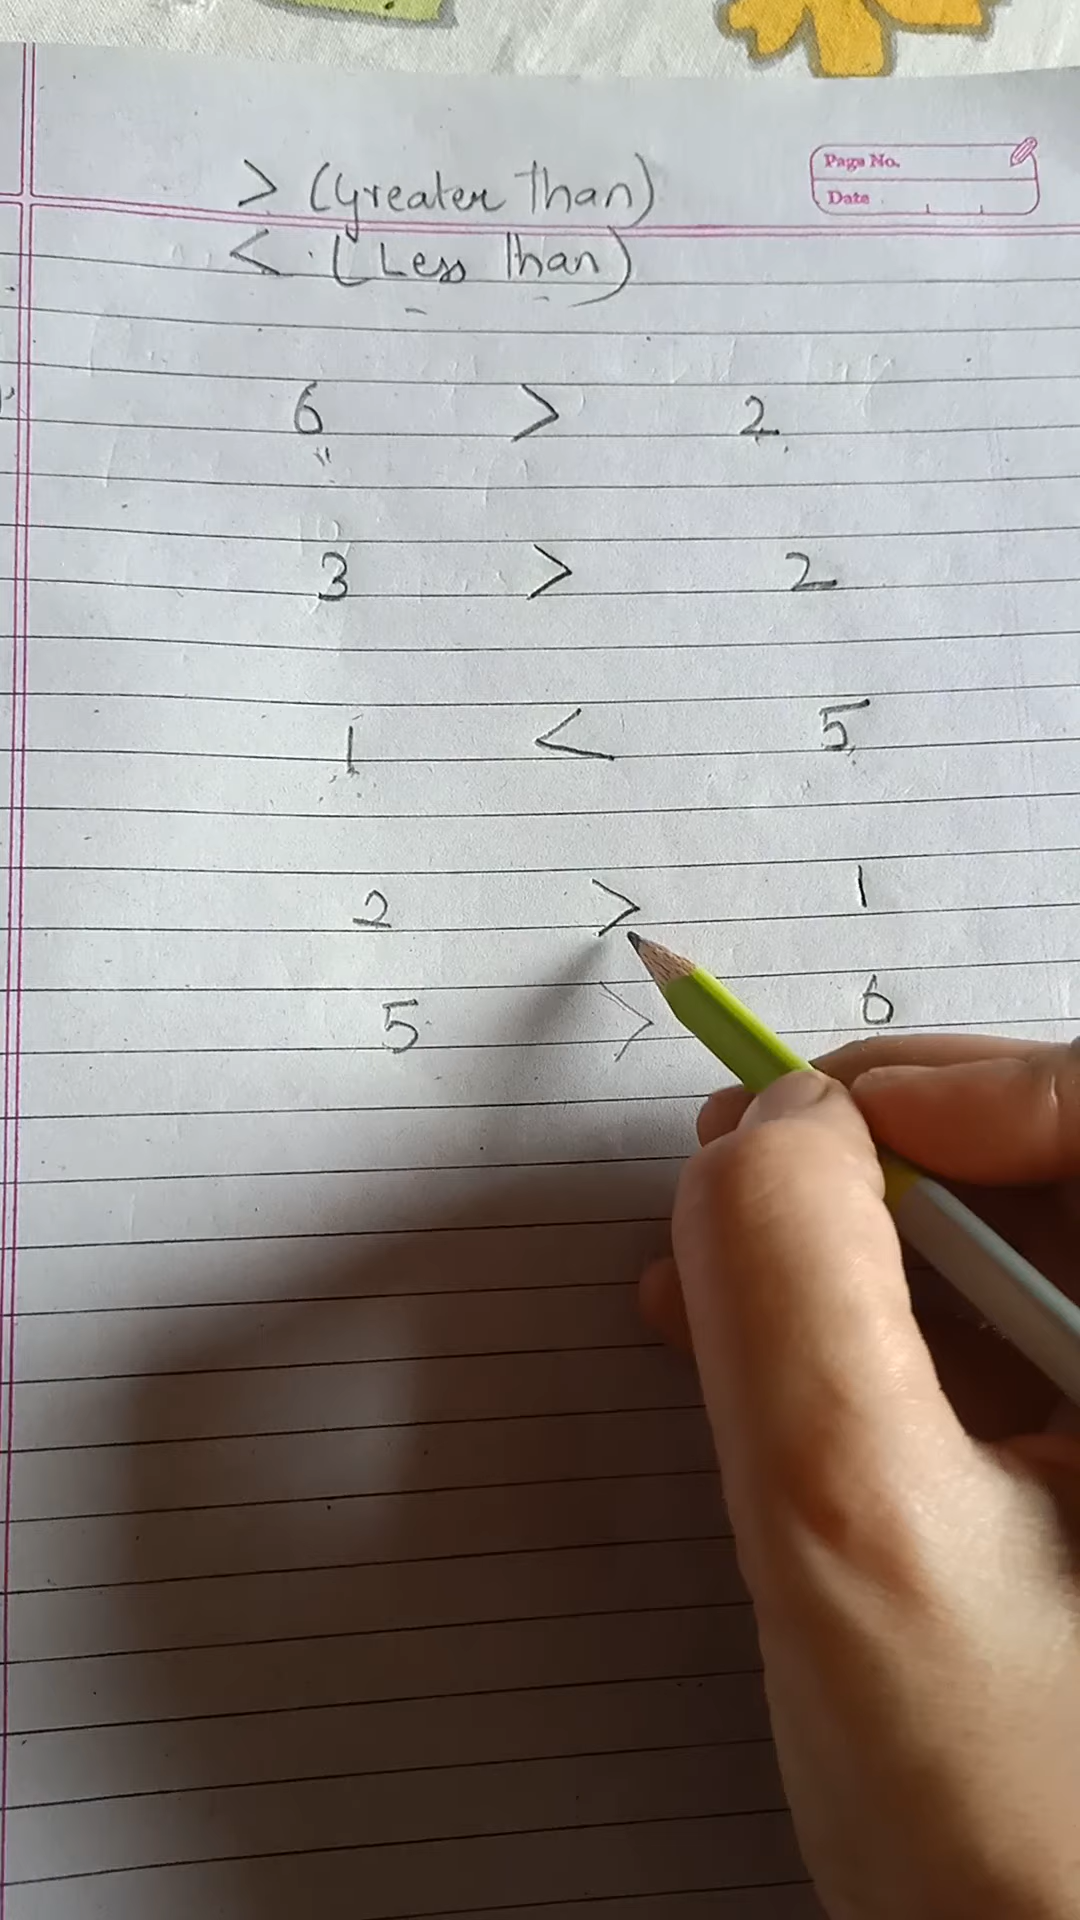 > (Greater Than)
Page No.
Date
< (Less Than)
6 > 2
3 > 2
1 < 5
2 > 1
5 > 6